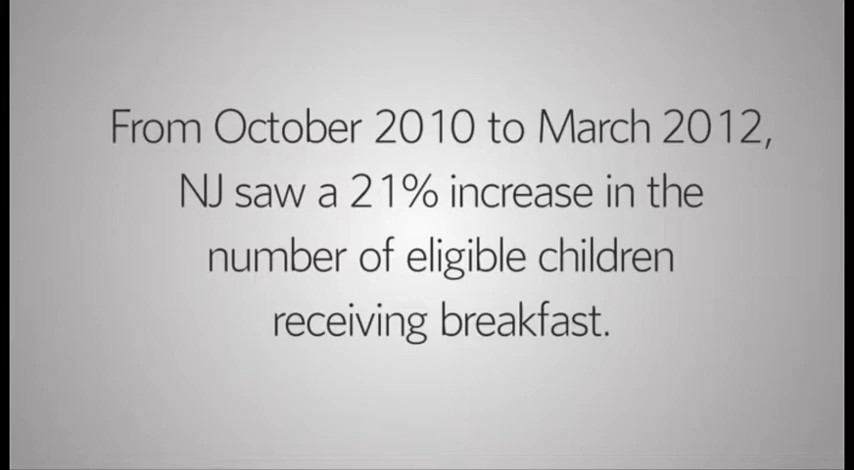 From October 2010 to March 2012,
NJ saw a 21% increase in the
number of eligible children
receiving breakfast.